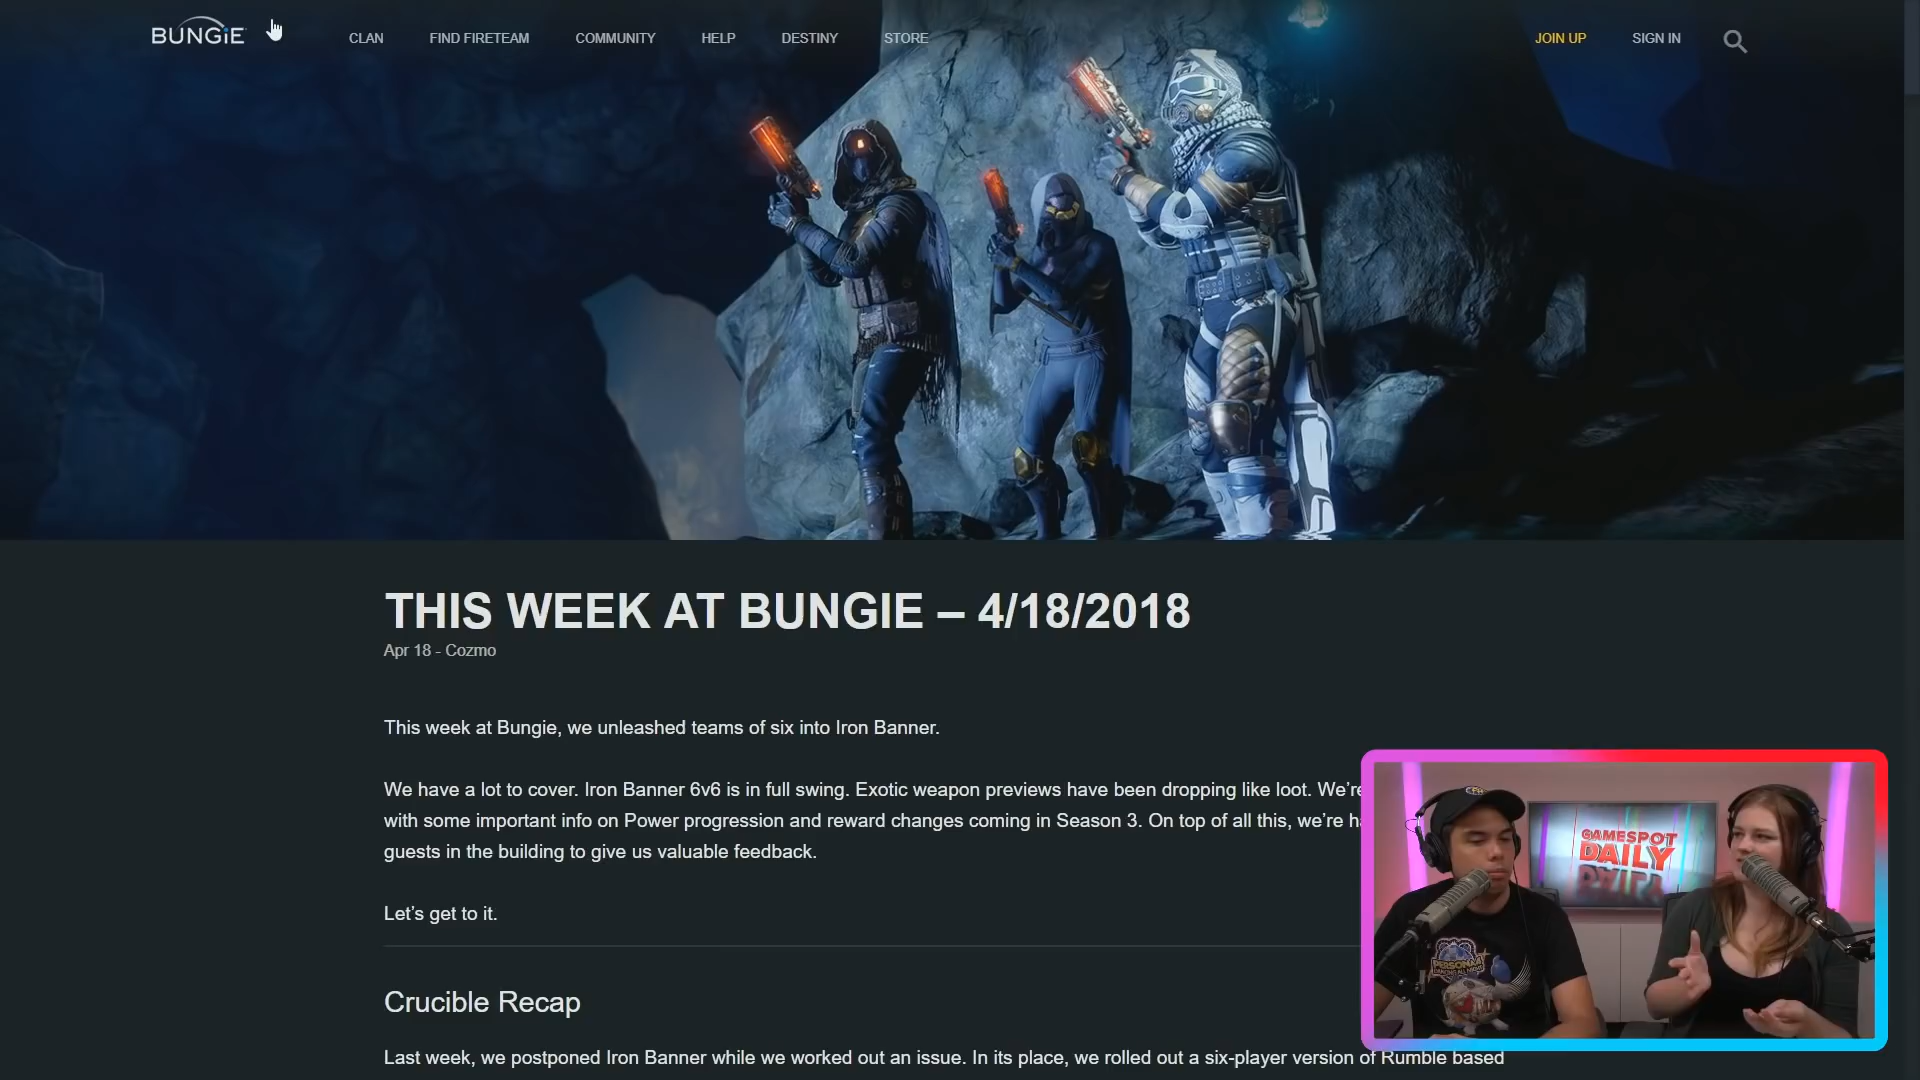 BUNGiE
CLAN
FIND FIRETEAM
COMMUNITY
HELP
DESTINY
STORE
JOIN UP
SIGN IN
THIS WEEK AT BUNGIE – 4/18/2018
Apr 18 - Cozmo
This week at Bungie, we unleashed teams of six into Iron Banner.
We have a lot to cover. Iron Banner 6v6 is in full swing. Exotic weapon previews have been dropping like loot. We’re
with some important info on Power progression and reward changes coming in Season 3. On top of all this, we’re
guests in the building to give us valuable feedback.
Let’s get to it.
Crucible Recap
Last week, we postponed Iron Banner while we worked out an issue. In its place, we rolled out a six-player version of Rumble based
GAMESPOT
DAILY
PERSONA4